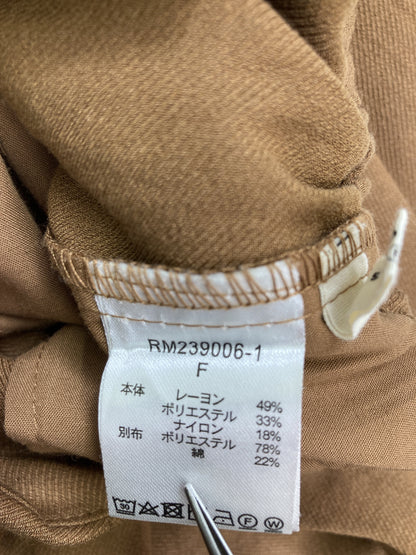 RM239006-1
F
本体 レーヨン 49%
ポリエステル 33%
ナイロン 18%
別布 ポリエステル 78%
綿 22%
30 F W